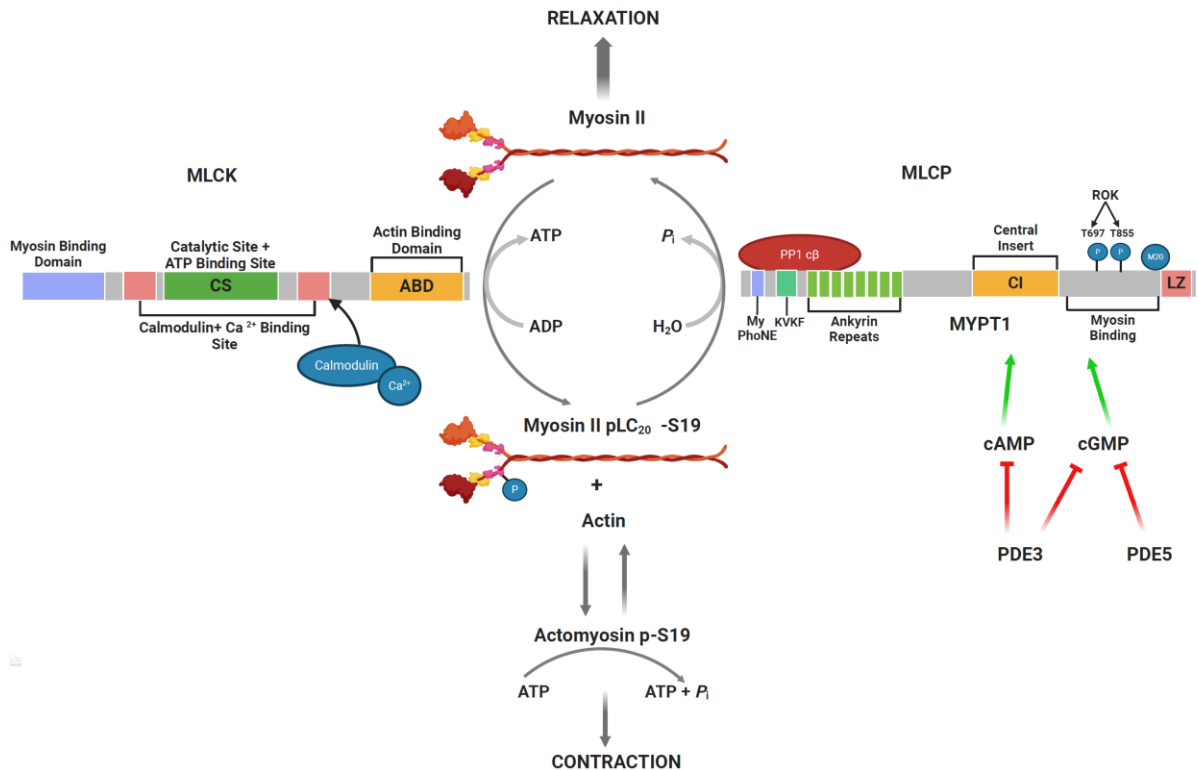 RELAXATION
Myosin II
MLCK
MLCP
Myosin Binding
Domain
Catalytic Site +
ATP Binding Site
Actin Binding
Domain
CS
ABD
Calmodulin+ Ca 2+ Binding
Site
Calmodulin
Ca2+
ATP
ADP
Pi
H2O
PP1 cβ
My
PhoNE
KVKF
Ankyrin
Repeats
MYPT1
Central
Insert
CI
ROK
T697 T855
P
P
M20
LZ
Myosin
Binding
Myosin II pLC20 -S19
P
+
Actin
cAMP
cGMP
PDE3
PDE5
Actomyosin p-S19
ATP
ATP + Pi
CONTRACTION